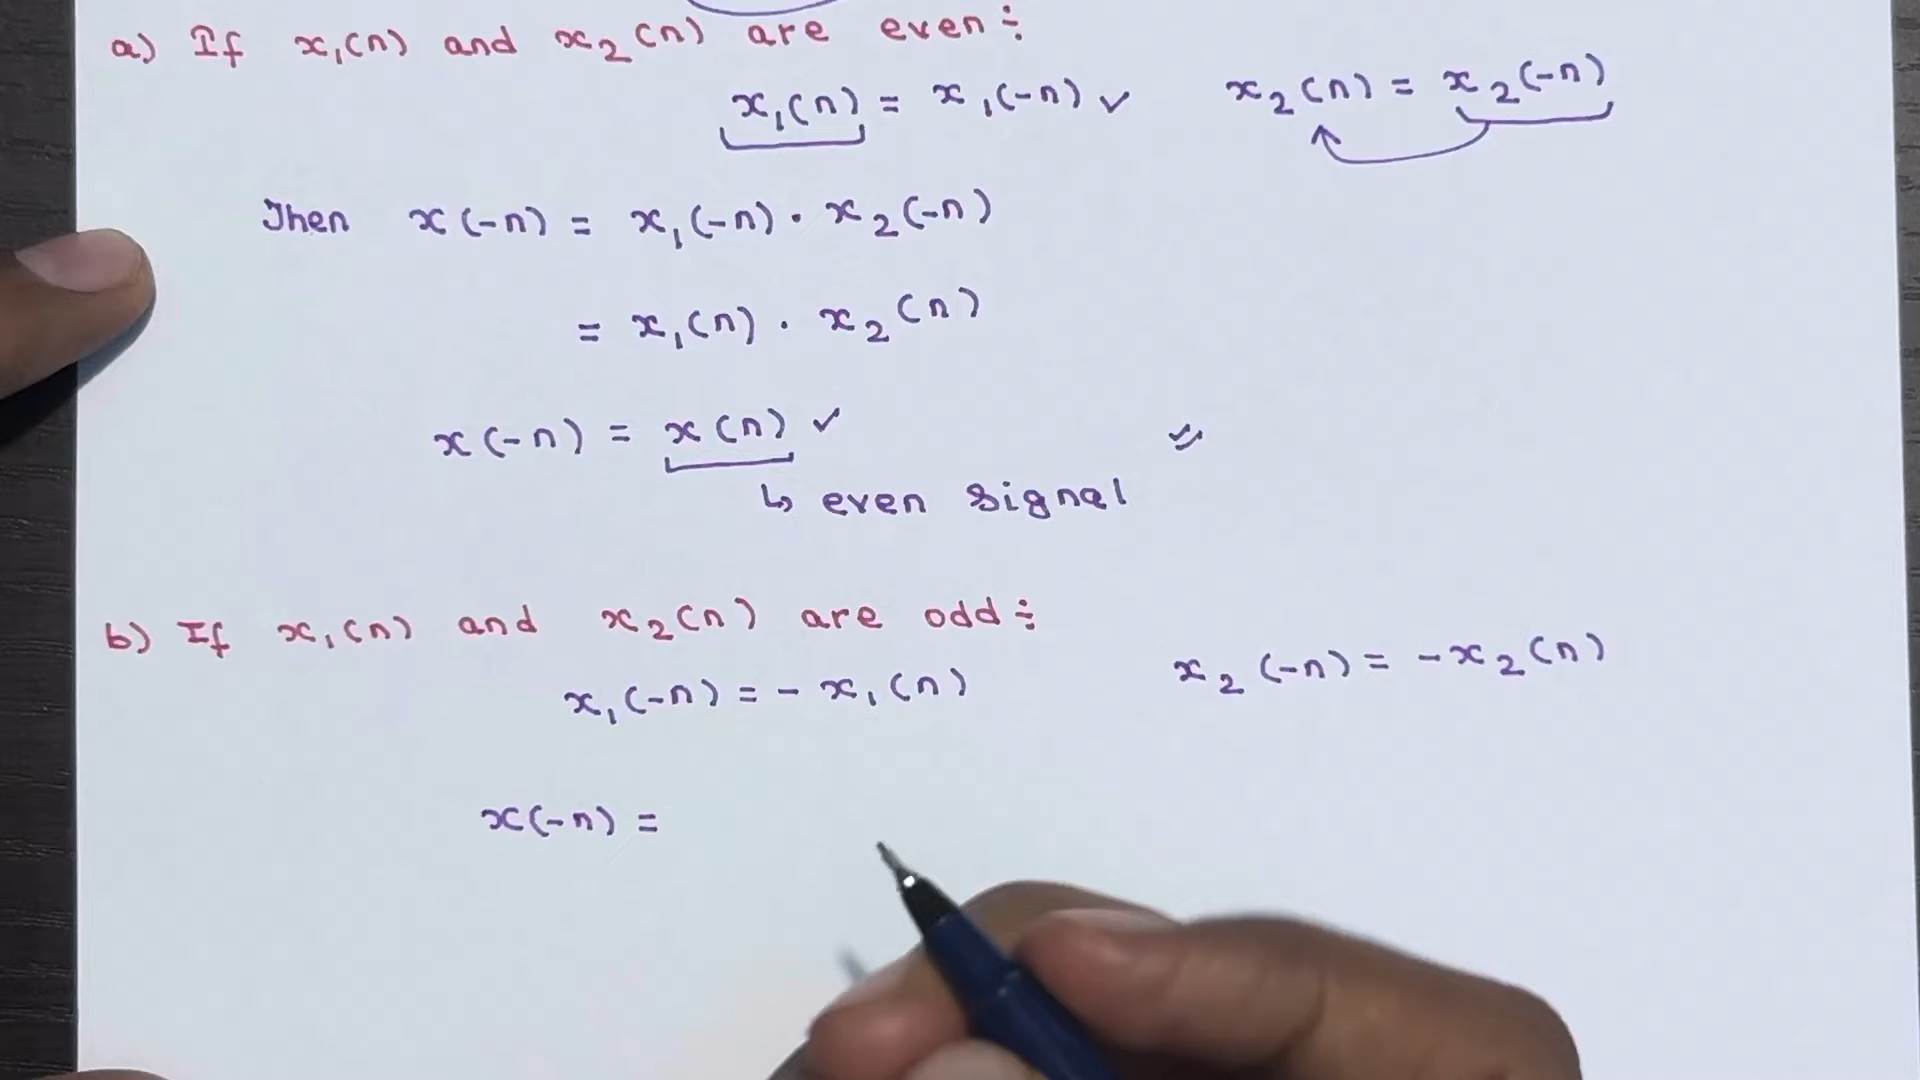 a) If x₁(n) and x₂(n) are even ÷
x₁(n) = x₁(-n) ✓ x₂(n) = x₂(-n)
Then x(-n) = x₁(-n) · x₂(-n)
= x₁(n) · x₂(n)
x(-n) = x(n) ✓
↳ even signal
b) If x₁(n) and x₂(n) are odd ÷
x₁(-n) = - x₁(n) x₂(-n) = -x₂(n)
x(-n) =